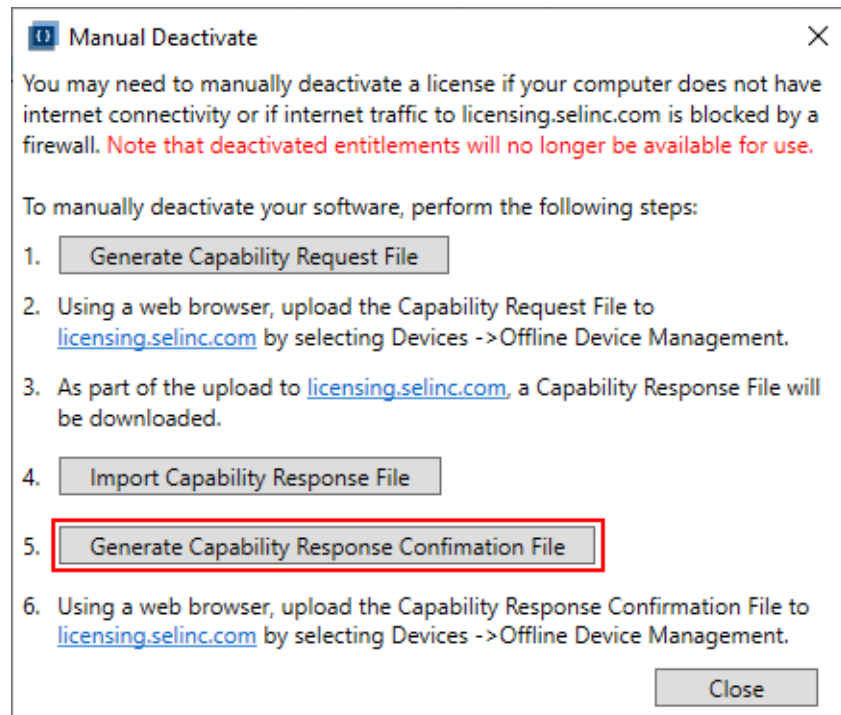 Manual Deactivate
You may need to manually deactivate a license if your computer does not have
internet connectivity or if internet traffic to licensing.selinc.com is blocked by a
firewall. Note that deactivated entitlements will no longer be available for use.
To manually deactivate your software, perform the following steps:
1. Generate Capability Request File
2. Using a web browser, upload the Capability Request File to
licensing.selinc.com by selecting Devices ->Offline Device Management.
3. As part of the upload to licensing.selinc.com, a Capability Response File will
be downloaded.
4. Import Capability Response File
5. Generate Capability Response Confimation File
6. Using a web browser, upload the Capability Response Confirmation File to
licensing.selinc.com by selecting Devices ->Offline Device Management.
Close